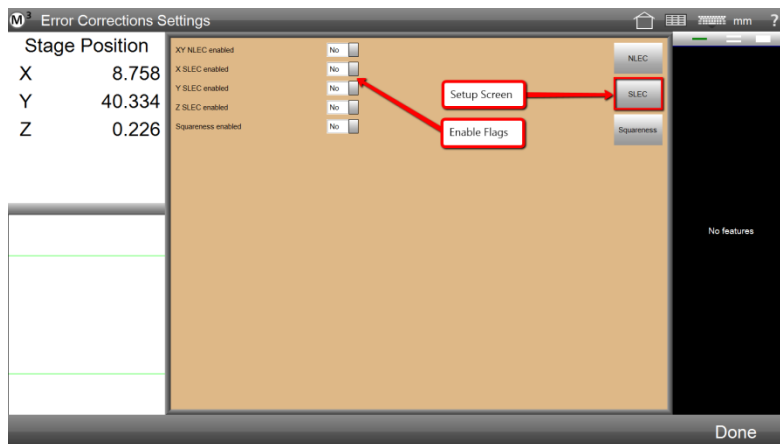 M3 Error Corrections Settings
mm ?
Stage Position
X 8.758
Y 40.334
Z 0.226
XY NLEC enabled No
X SLEC enabled No
Y SLEC enabled No
Z SLEC enabled No
Squareness enabled No
Setup Screen
Enable Flags
NLEC
SLEC
Squareness
No features
Done